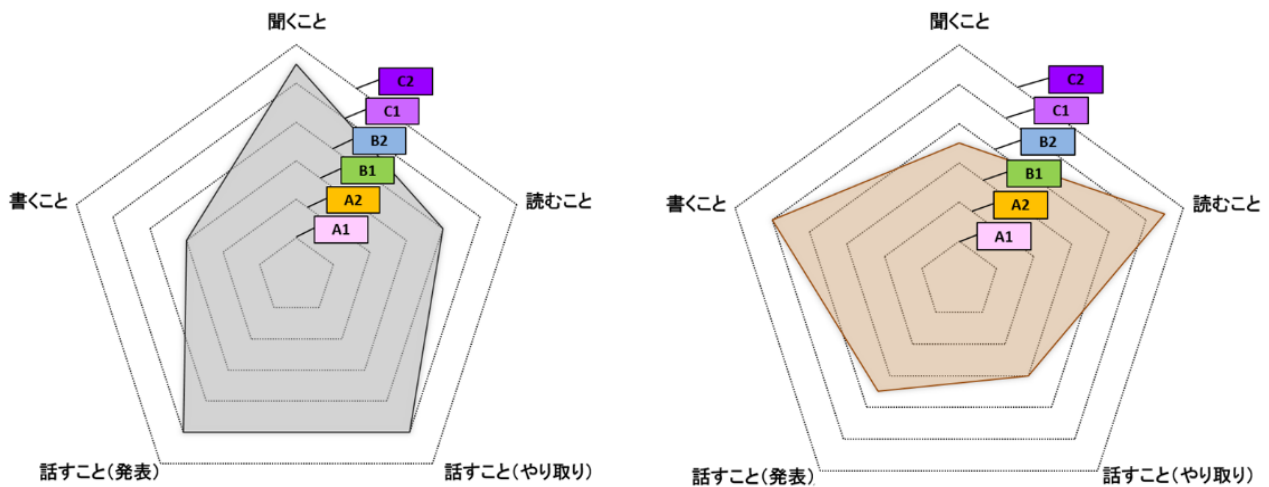 聞くこと
C2
C1
B2
B1
A2
A1
書くこと
読むこと
話すこと(発表)
話すこと(やり取り)
聞くこと
C2
C1
B2
B1
A2
A1
書くこと
読むこと
話すこと(発表)
話すこと(やり取り)